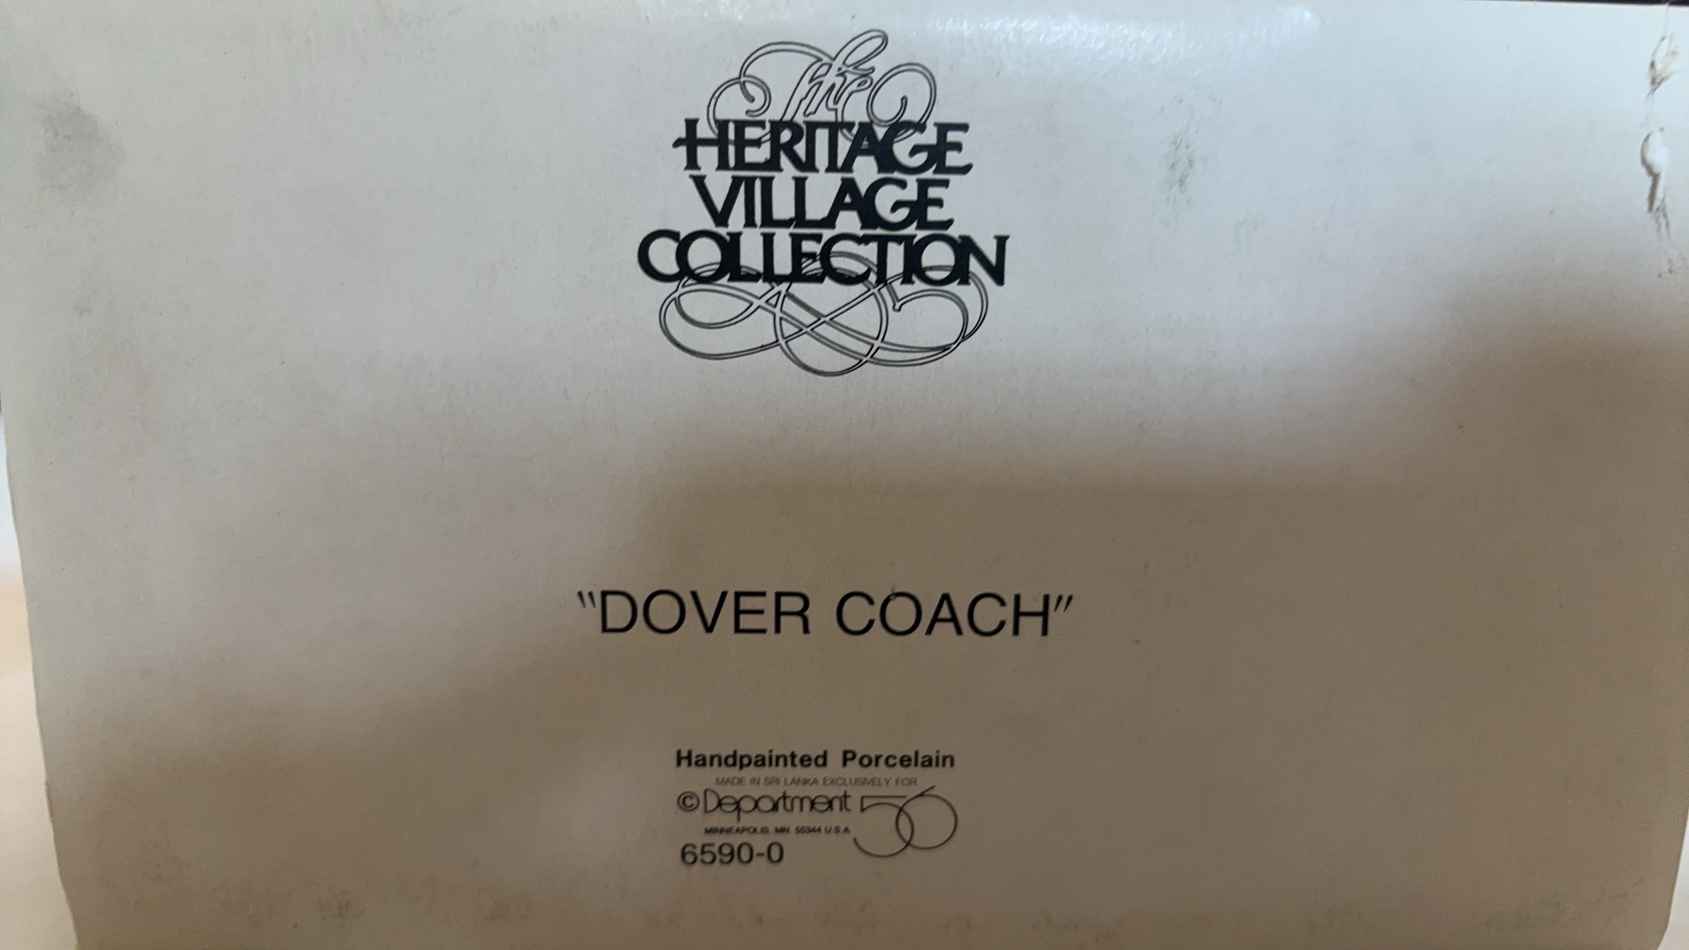 The
HERITAGE
VILLAGE
COLLECTION
"DOVER COACH"
Handpainted Porcelain
MADE IN SRI LANKA EXCLUSIVELY FOR
©Department 56
MINNEAPOLIS, MN 55344 U.S.A.
6590-0